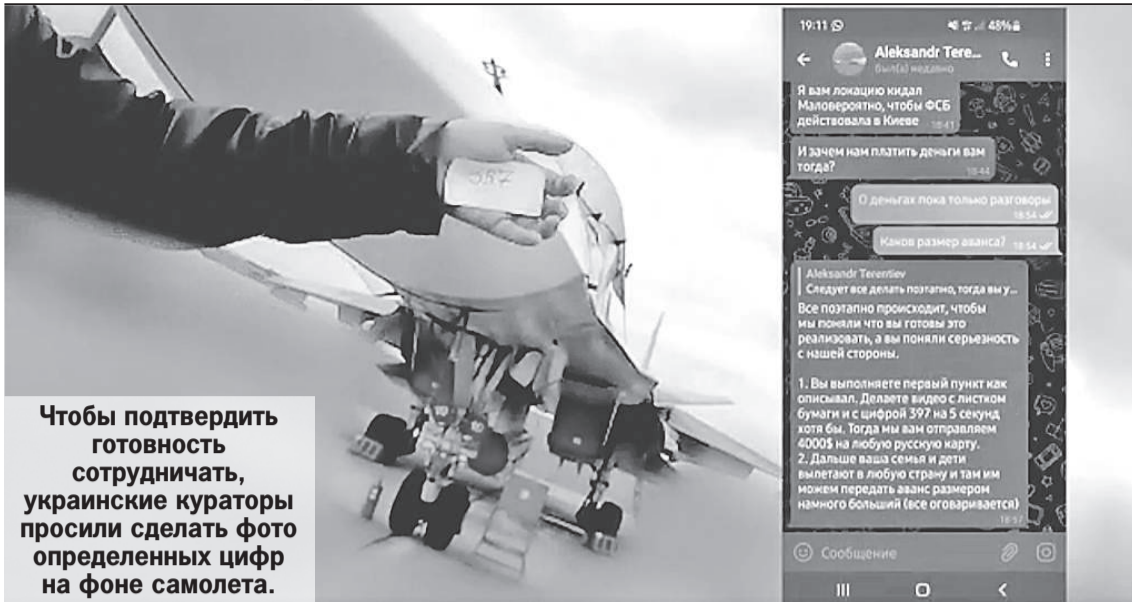 Чтобы подтвердить
готовность
сотрудничать,
украинские кураторы
просили сделать фото
определенных цифр
на фоне самолета.
19:11
48%
Aleksandr Tere...
был(а) недавно
Я вам локацию кидал
Маловероятно, чтобы ФСБ
действовала в Киеве
18:41
И зачем нам платить деньги вам
тогда?
18:44
О деньгах пока только разговоры
18:54
Каков размер аванса?
18:54
Aleksandr Terentiev
Следует все делать поэтапно, тогда вы у...
Все поэтапно происходит, чтобы
мы поняли что вы готовы это
реализовать, а вы поняли серьезность
с нашей стороны.
1. Вы выполняете первый пункт как
описывал. Делаете видео с листком
бумаги и с цифрой 397 на 5 секунд
хотя бы. Тогда мы вам отправляем
4000$ на любую русскую карту.
2. Дальше ваша семья и дети
вылетают в любую страну и там им
можем передать аванс размером
намного больший (все оговаривается)
18:57
Сообщение